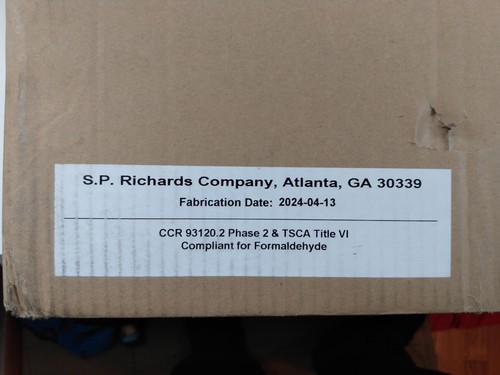 S.P. Richards Company, Atlanta, GA 30339
Fabrication Date: 2024-04-13
CCR 93120.2 Phase 2 & TSCA Title VI
Compliant for Formaldehyde